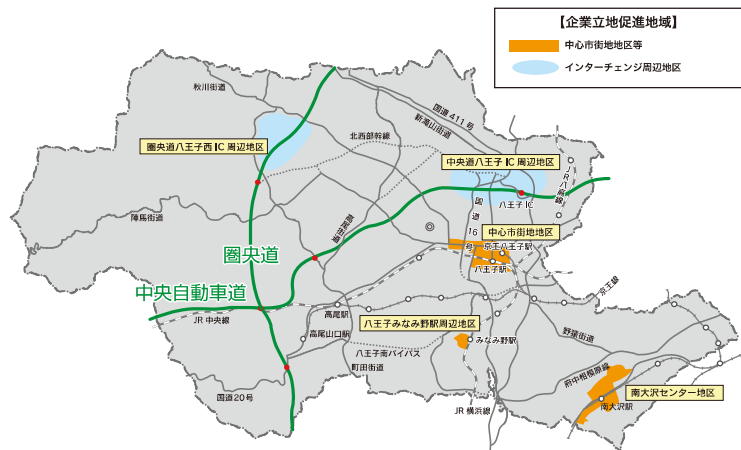 【企業立地促進地域】
中心市街地地区等
インターチェンジ周辺地区
秋川街道
国道411号
新滝山街道
北西部幹線
圏央道八王子西IC周辺地区
中央道八王子IC周辺地区
JR八高線
八王子IC
国道16号
陣馬街道
高尾街道
中心市街地地区
京王八王子駅
八王子駅
圏央道
中央自動車道
京王線
JR中央線
高尾駅
八王子みなみ野駅周辺地区
高尾山口駅
みなみ野駅
野猿街道
八王子南バイパス
町田街道
府中相模原線
国道20号
南大沢センター地区
JR横浜線
南大沢駅